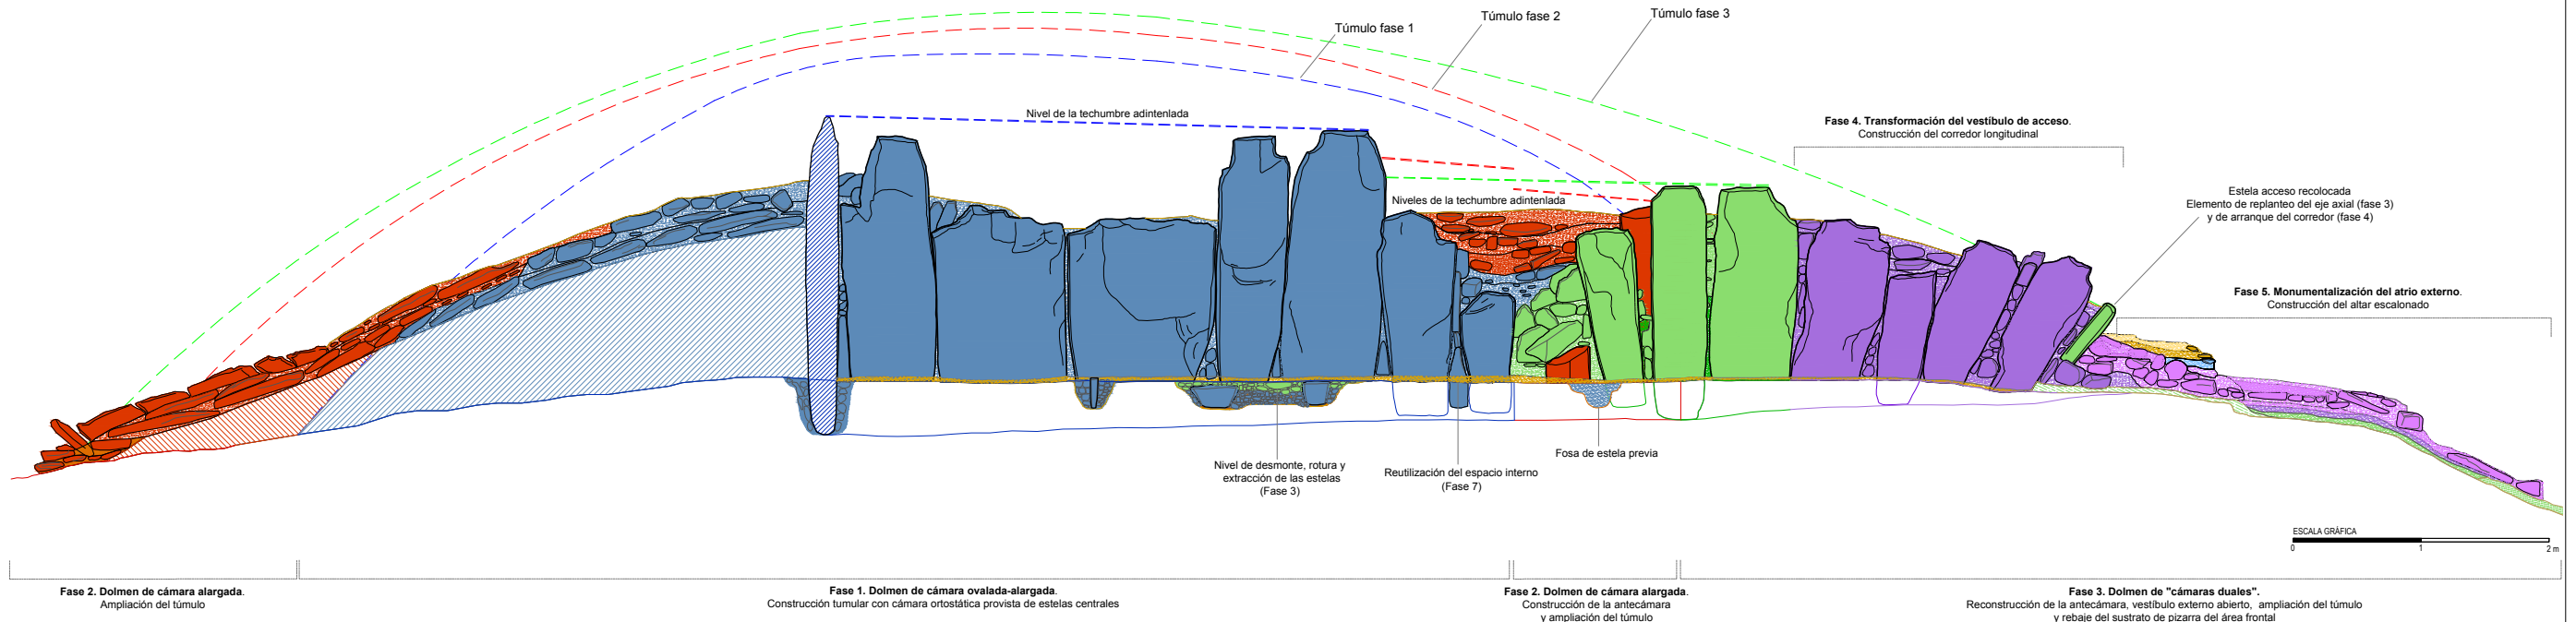 Túmulo fase 1
Túmulo fase 2
Túmulo fase 3
Nivel de la techumbre adintenlada
Fase 4. Transformación del vestíbulo de acceso.
Construcción del corredor longitudinal
Niveles de la techumbre adintenlada
Estela acceso recolocada
Elemento de replanteo del eje axial (fase 3)
y de arranque del corredor (fase 4)
Fase 5. Monumentalización del atrio externo.
Construcción del altar escalonado
Nivel de desmonte, rotura y
extracción de las estelas
(Fase 3)
Reutilización del espacio interno
(Fase 7)
Fosa de estela previa
ESCALA GRÁFICA
0 1 2 m
Fase 2. Dolmen de cámara alargada.
Ampliación del túmulo
Fase 1. Dolmen de cámara ovalada-alargada.
Construcción tumular con cámara ortostática provista de estelas centrales
Fase 2. Dolmen de cámara alargada.
Construcción de la antecámara
y ampliación del túmulo
Fase 3. Dolmen de "cámaras duales".
Reconstrucción de la antecámara, vestíbulo externo abierto, ampliación del túmulo
y rebaje del sustrato de pizarra del área frontal